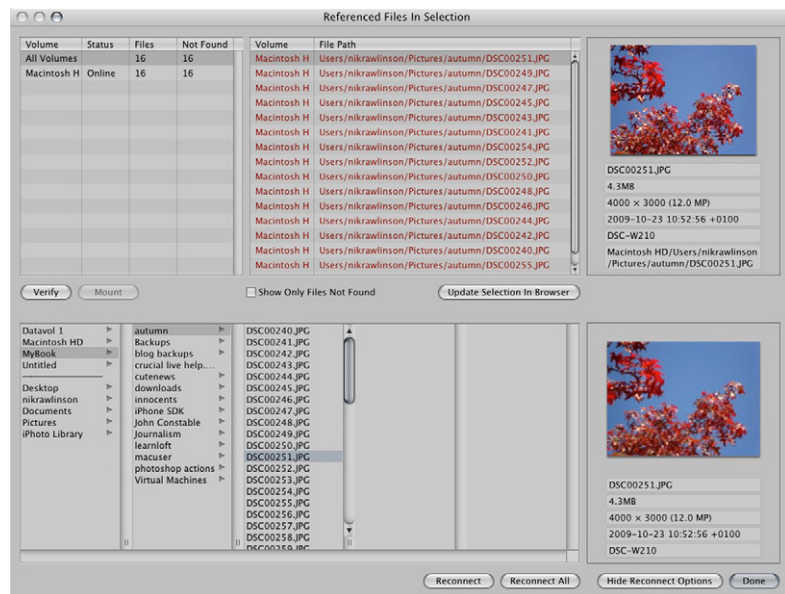 Referenced Files In Selection
Volume Status Files Not Found
All Volumes 16 16
Macintosh H Online 16 16
Volume File Path
Macintosh H Users/nikrawlinson/Pictures/autumn/DSC00251.JPG
Macintosh H Users/nikrawlinson/Pictures/autumn/DSC00249.JPG
Macintosh H Users/nikrawlinson/Pictures/autumn/DSC00247.JPG
Macintosh H Users/nikrawlinson/Pictures/autumn/DSC00245.JPG
Macintosh H Users/nikrawlinson/Pictures/autumn/DSC00243.JPG
Macintosh H Users/nikrawlinson/Pictures/autumn/DSC00241.JPG
Macintosh H Users/nikrawlinson/Pictures/autumn/DSC00254.JPG
Macintosh H Users/nikrawlinson/Pictures/autumn/DSC00252.JPG
Macintosh H Users/nikrawlinson/Pictures/autumn/DSC00250.JPG
Macintosh H Users/nikrawlinson/Pictures/autumn/DSC00248.JPG
Macintosh H Users/nikrawlinson/Pictures/autumn/DSC00246.JPG
Macintosh H Users/nikrawlinson/Pictures/autumn/DSC00244.JPG
Macintosh H Users/nikrawlinson/Pictures/autumn/DSC00242.JPG
Macintosh H Users/nikrawlinson/Pictures/autumn/DSC00240.JPG
Macintosh H Users/nikrawlinson/Pictures/autumn/DSC00255.JPG
DSC00251.JPG
4.3MB
4000 × 3000 (12.0 MP)
2009-10-23 10:52:56 +0100
DSC-W210
Macintosh HD/Users/nikrawlinson
/Pictures/autumn/DSC00251.JPG
Verify Mount
Show Only Files Not Found
Update Selection In Browser
Datavol 1
Macintosh HD
MyBook
Untitled
Desktop
nikrawlinson
Documents
Pictures
iPhoto Library
autumn
Backups
blog backups
crucial live help....
cutenews
downloads
innocents
iPhone SDK
John Constable
Journalism
learnloft
macuser
photoshop actions
Virtual Machines
DSC00240.JPG
DSC00241.JPG
DSC00242.JPG
DSC00243.JPG
DSC00244.JPG
DSC00245.JPG
DSC00246.JPG
DSC00247.JPG
DSC00248.JPG
DSC00249.JPG
DSC00250.JPG
DSC00251.JPG
DSC00252.JPG
DSC00253.JPG
DSC00254.JPG
DSC00255.JPG
DSC00256.JPG
DSC00257.JPG
DSC00258.JPG
DSC00259.JPG
DSC00251.JPG
4.3MB
4000 × 3000 (12.0 MP)
2009-10-23 10:52:56 +0100
DSC-W210
Reconnect Reconnect All Hide Reconnect Options Done